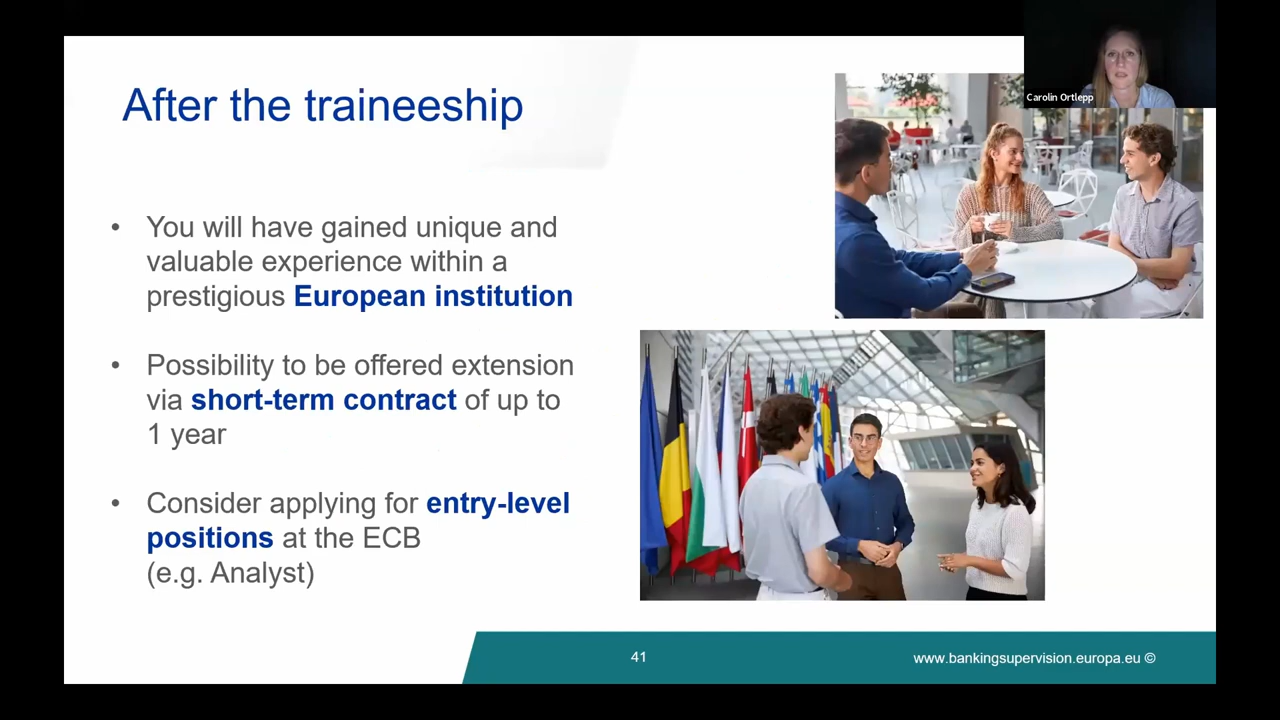 After the traineeship
• You will have gained unique and
valuable experience within a
prestigious European institution
• Possibility to be offered extension
via short-term contract of up to
1 year
• Consider applying for entry-level
positions at the ECB
(e.g. Analyst)
Carolin Ortlepp
41
www.bankingsupervision.europa.eu ©